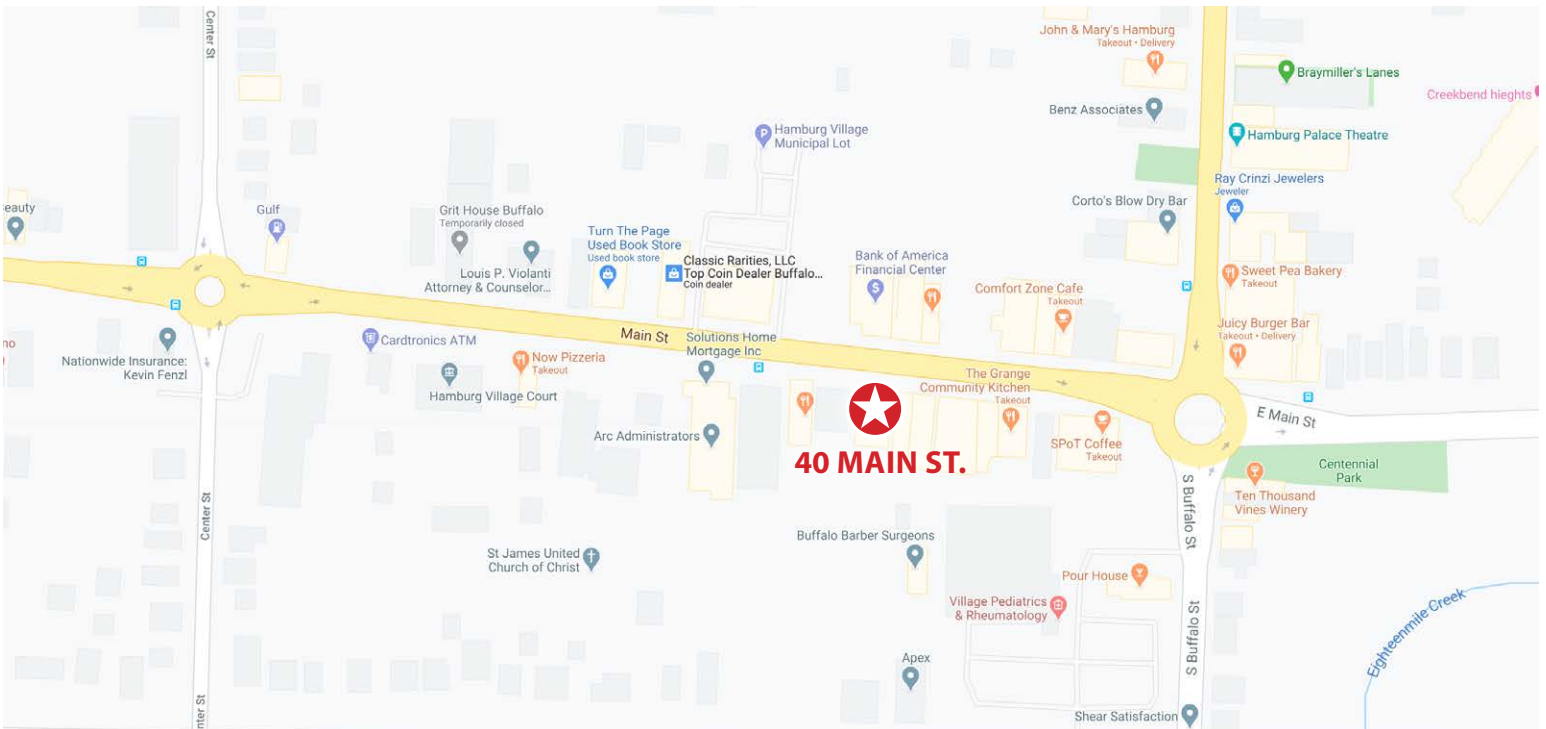 Center St
John & Mary's Hamburg
Takeout • Delivery
Braymiller's Lanes
Creekbend hieghts
Benz Associates
Hamburg Village
Municipal Lot
Hamburg Palace Theatre
Ray Crinzi Jewelers
Jeweler
Corto's Blow Dry Bar
eauty
Gulf
Grit House Buffalo
Temporarily closed
Turn The Page
Used Book Store
Used book store
Louis P. Violanti
Attorney & Counselor...
Classic Rarities, LLC
Top Coin Dealer Buffalo...
Coin dealer
Bank of America
Financial Center
Comfort Zone Cafe
Takeout
Sweet Pea Bakery
Takeout
Juicy Burger Bar
Takeout • Delivery
Main St
Solutions Home
Mortgage Inc
Cardtronics ATM
no
Nationwide Insurance:
Kevin Fenzl
Now Pizzeria
Takeout
Hamburg Village Court
The Grange
Community Kitchen
Takeout
E Main St
Arc Administrators
40 MAIN ST.
SPoT Coffee
Takeout
Centennial
Park
Ten Thousand
Vines Winery
S Buffalo St
Center St
Buffalo Barber Surgeons
St James United
Church of Christ
Pour House
Village Pediatrics
& Rheumatology
S Buffalo St
Eighteenmile Creek
Apex
nter St
Shear Satisfaction